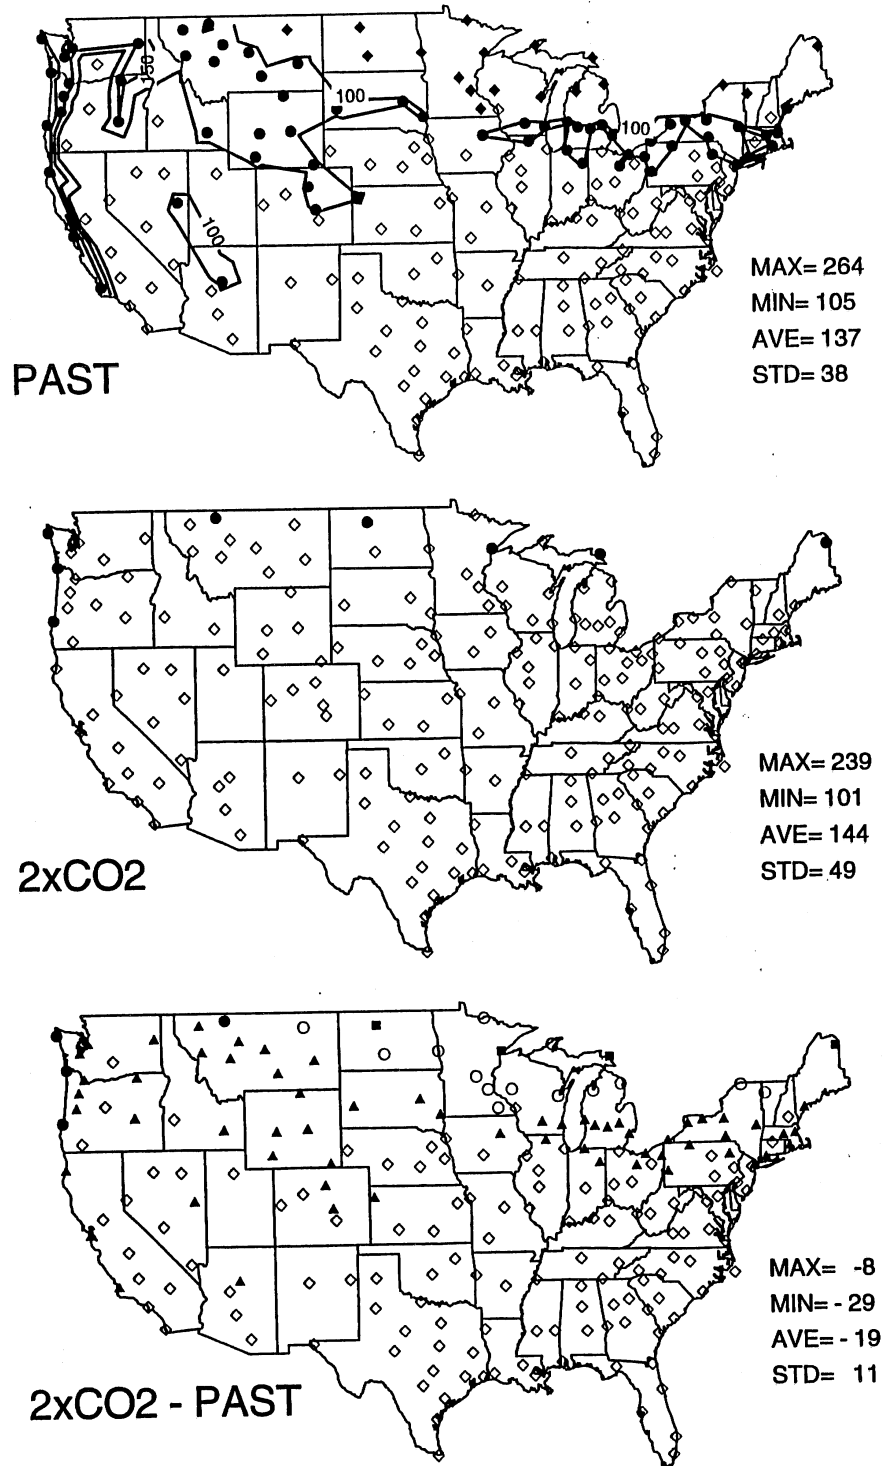 150
100
100
100
MAX= 264
MIN= 105
AVE= 137
STD= 38
PAST
MAX= 239
MIN= 101
AVE= 144
STD= 49
2xCO2
MAX= -8
MIN= - 29
AVE= - 19
STD= 11
2xCO2 - PAST